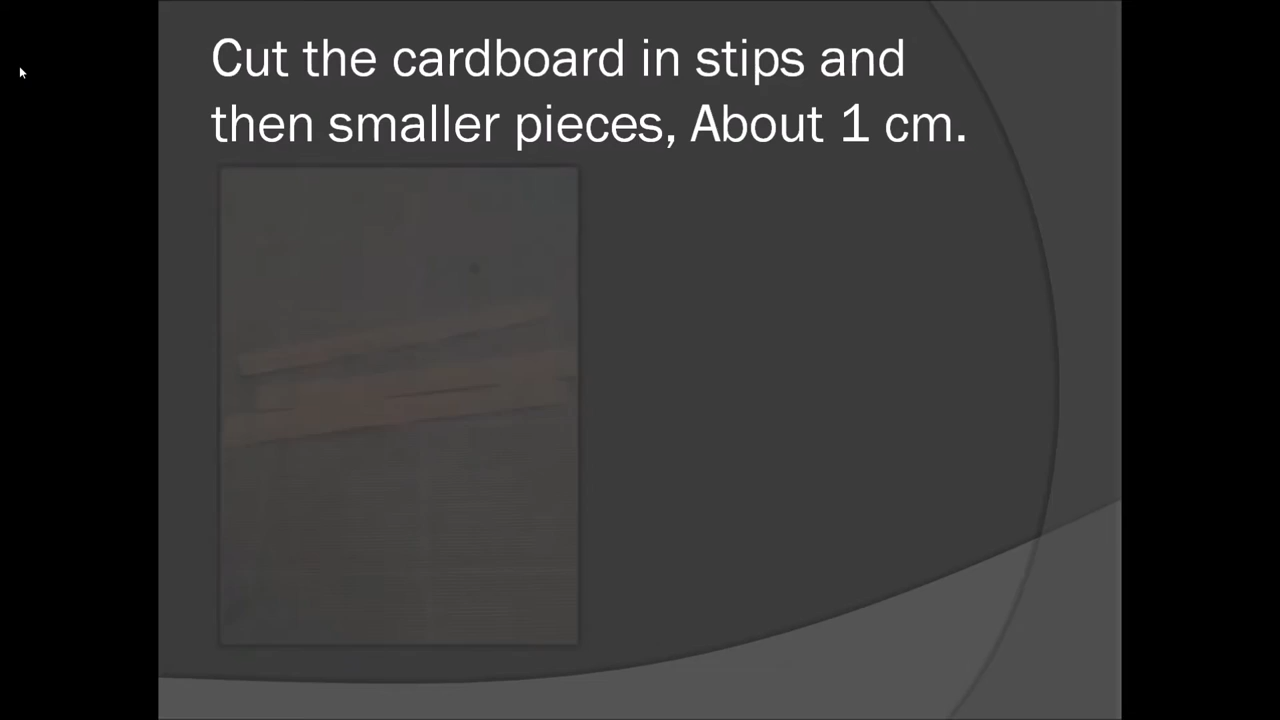 Cut the cardboard in stips and
then smaller pieces, About 1 cm.